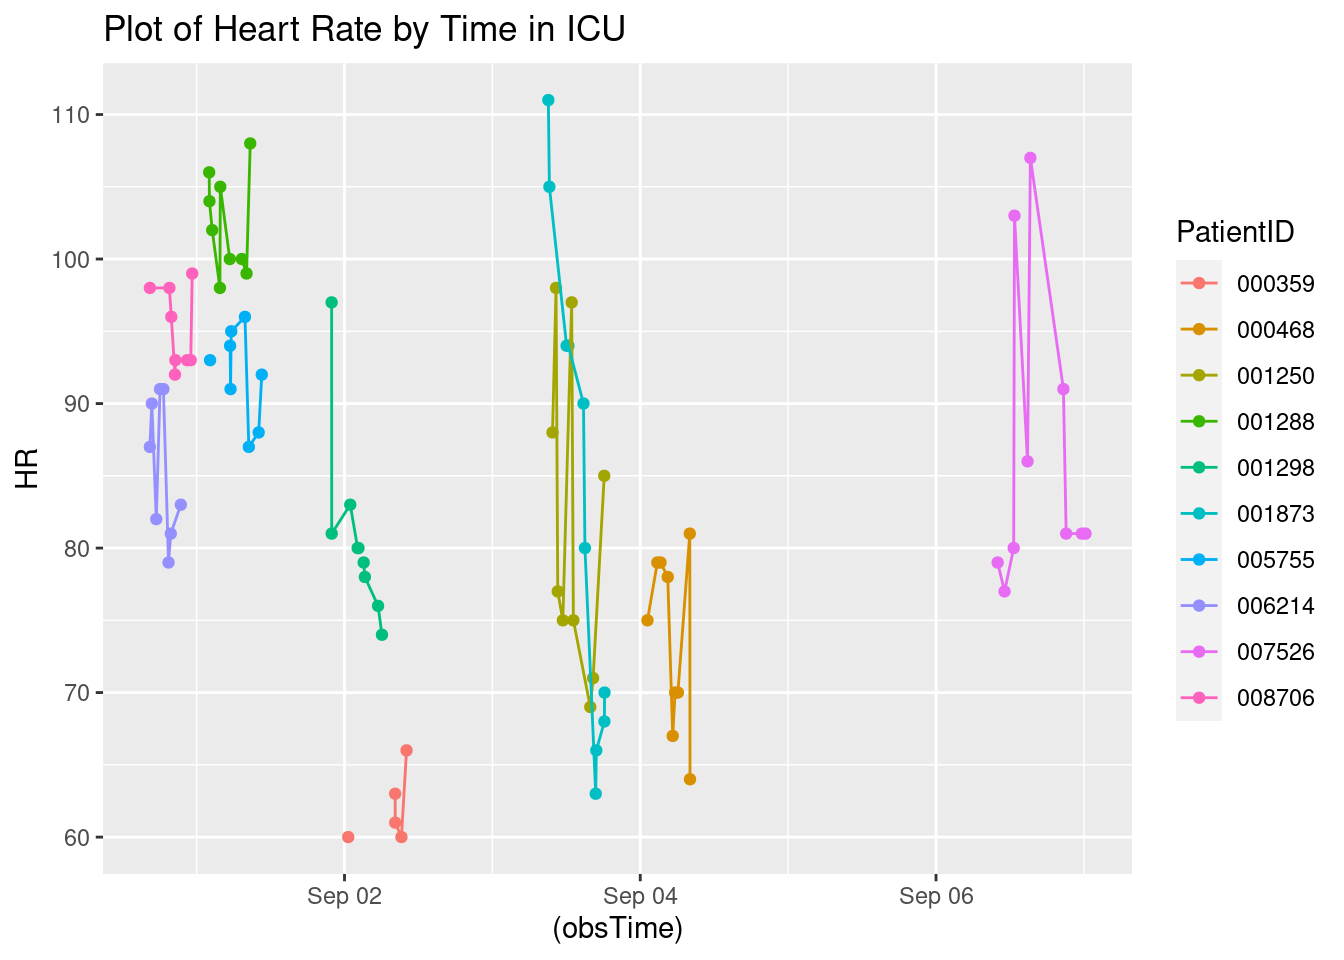 Plot of Heart Rate by Time in ICU
110
100
90
80
70
60
HR
Sep 02
Sep 04
Sep 06
(obsTime)
PatientID
000359
000468
001250
001288
001298
001873
005755
006214
007526
008706